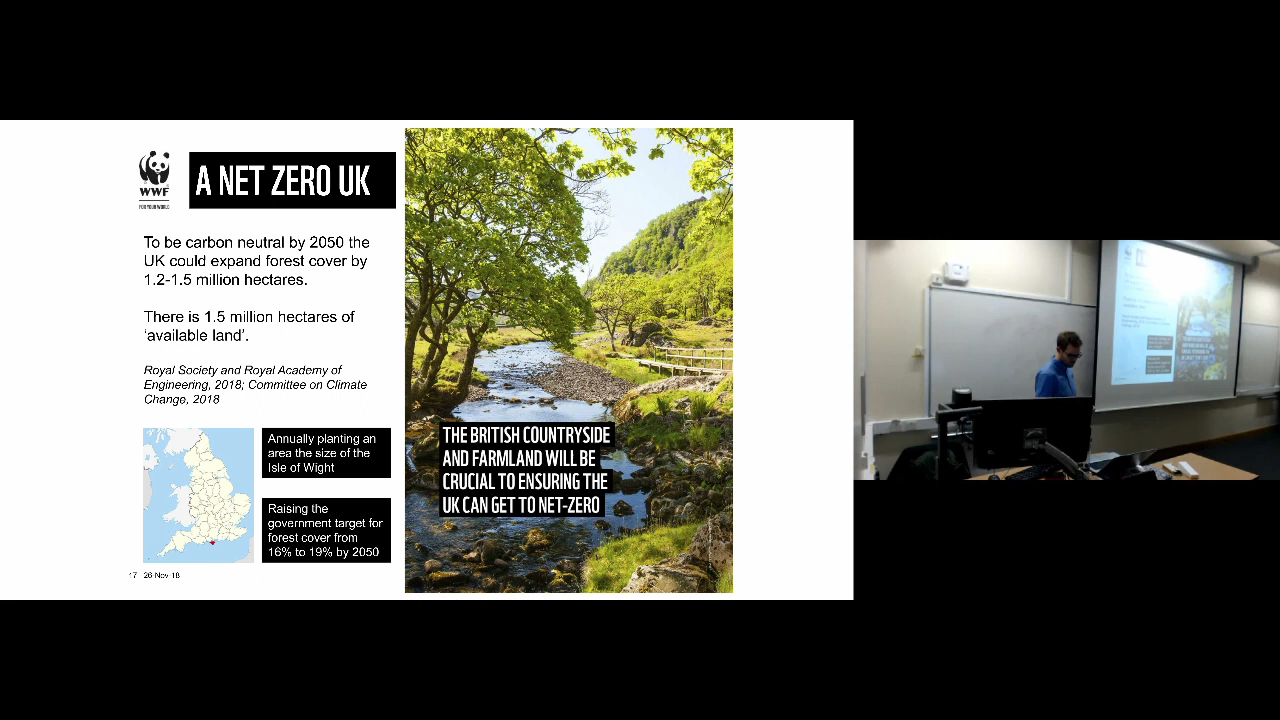 WWF
FOR YOUR WORLD
A NET ZERO UK
To be carbon neutral by 2050 the
UK could expand forest cover by
1.2-1.5 million hectares.
There is 1.5 million hectares of
‘available land’.
Royal Society and Royal Academy of
Engineering, 2018; Committee on Climate
Change, 2018
Annually planting an
area the size of the
Isle of Wight
Raising the
government target for
forest cover from
16% to 19% by 2050
17 26-Nov-18
THE BRITISH COUNTRYSIDE
AND FARMLAND WILL BE
CRUCIAL TO ENSURING THE
UK CAN GET TO NET-ZERO